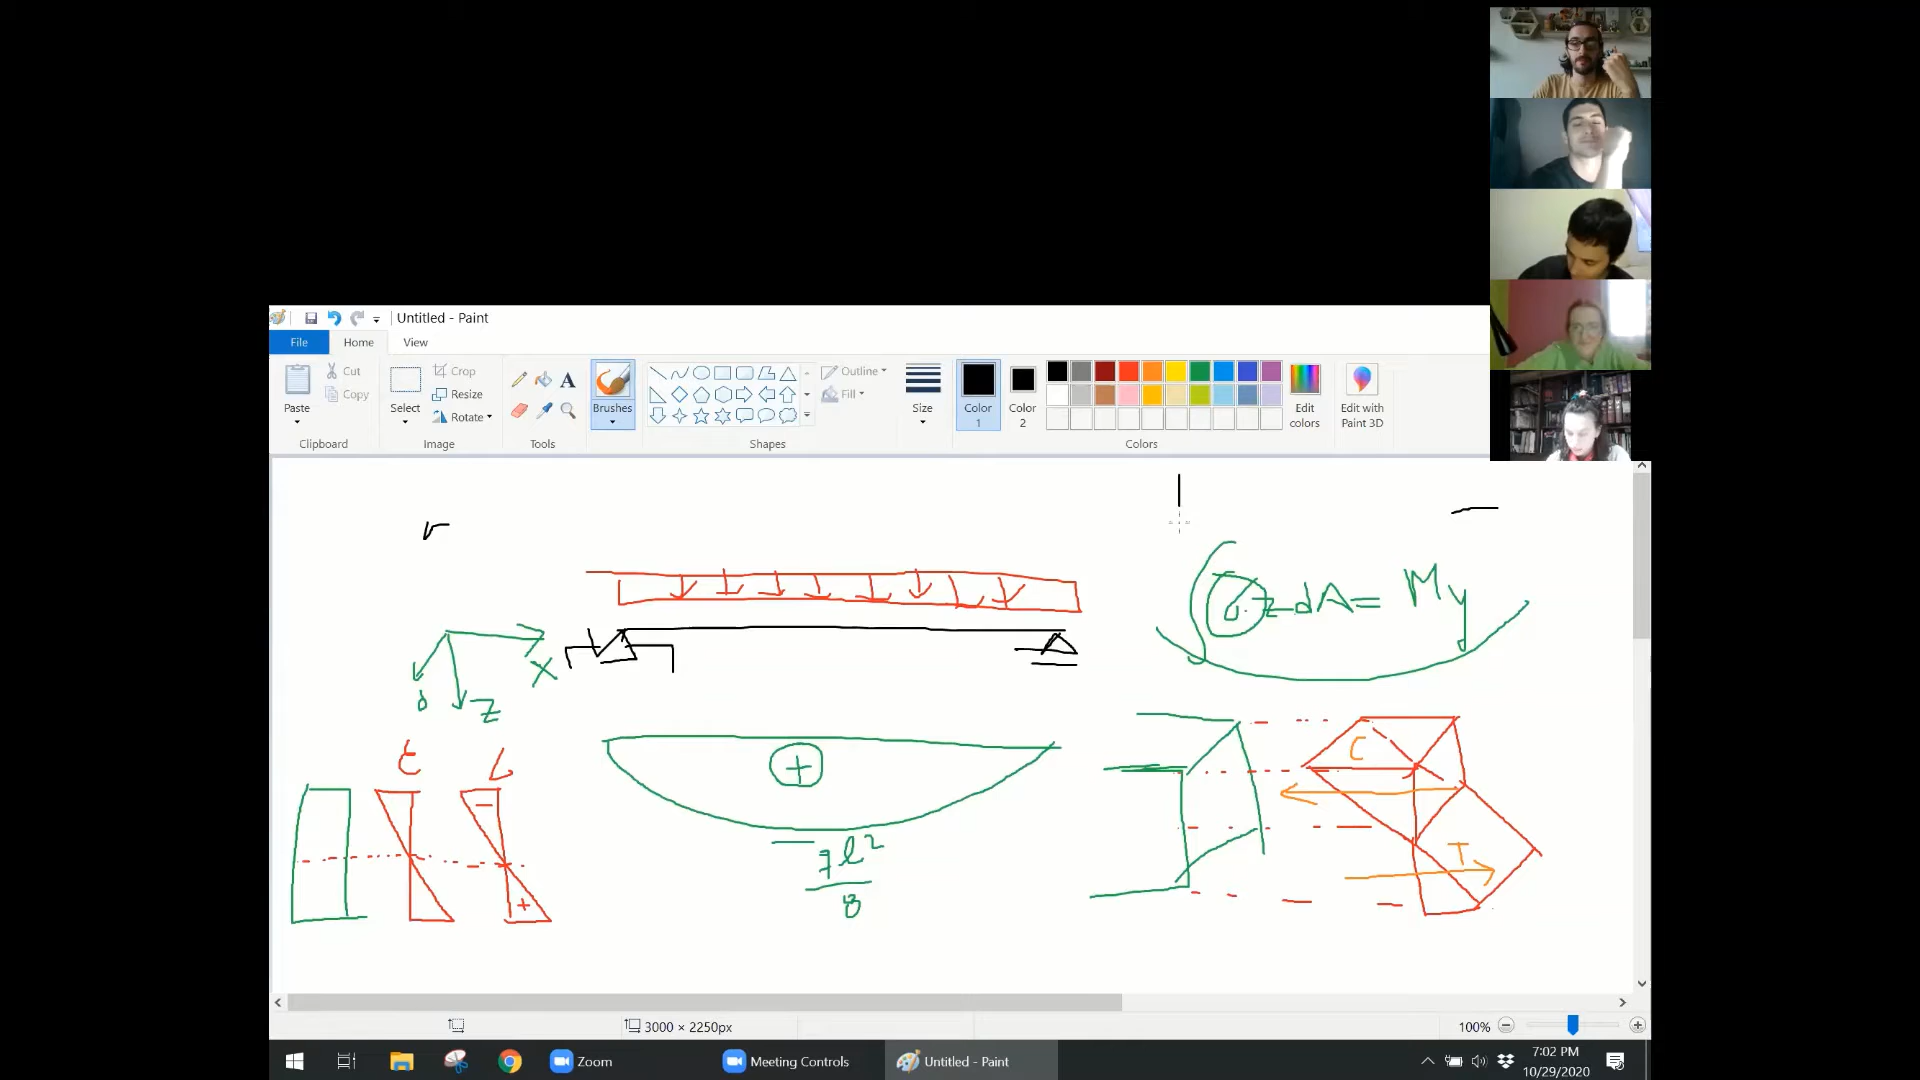 Untitled - Paint
File Home View
Paste
Cut
Copy
Clipboard
Select
Crop
Resize
Rotate
Image
A
Tools
Brushes
Shapes
Outline
Fill
Size
Color 1
Color 2
Colors
Edit colors
Edit with Paint 3D
σ z dA = My
X
z
C
T
+
-
+
ql²
8
3000 × 2250px
100%
Zoom
Meeting Controls
Untitled - Paint
7:02 PM
10/29/2020